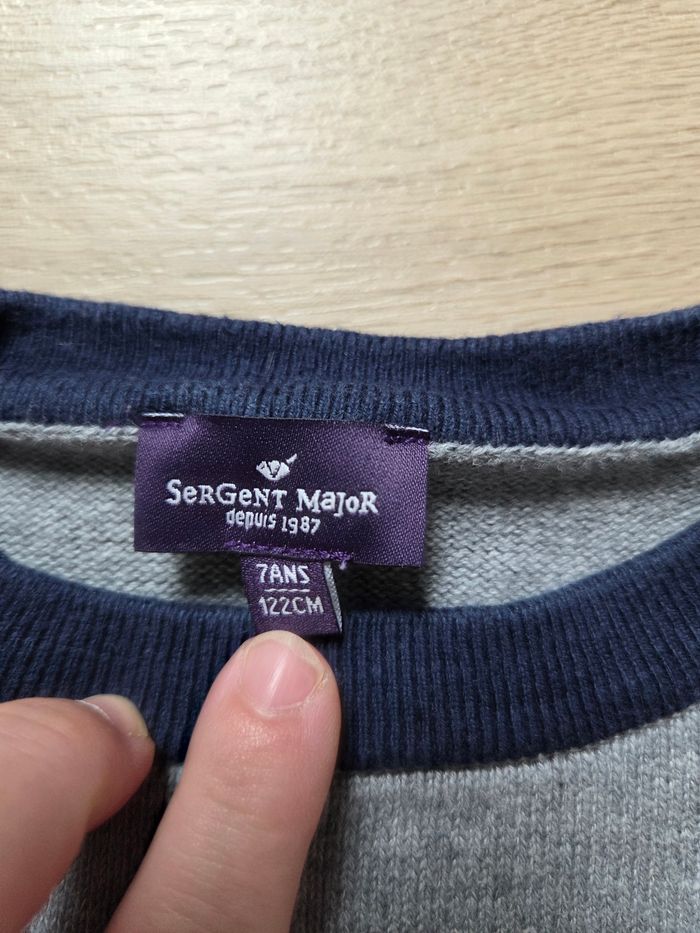 SerGent Major
depuis 1987
7ANS
122CM